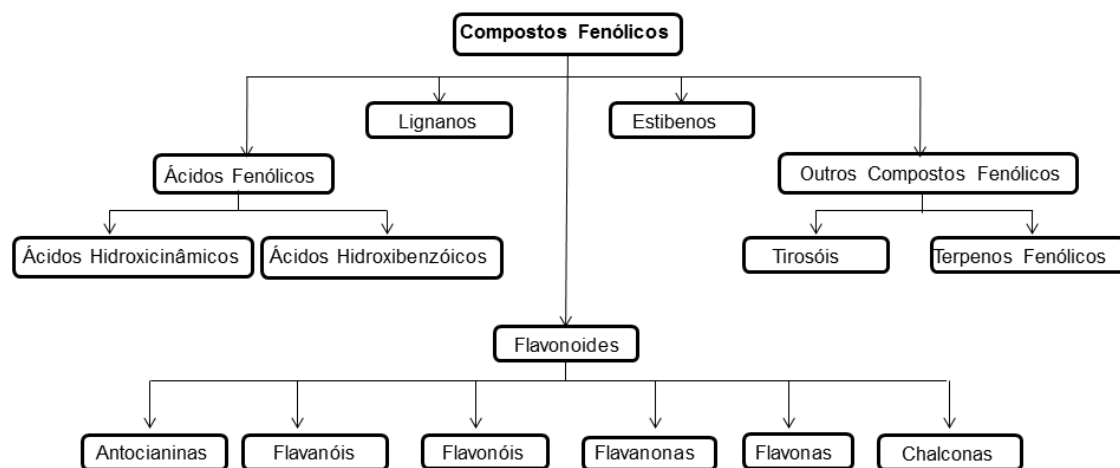 Compostos Fenólicos
Lignanos
Estibenos
Ácidos Fenólicos
Outros Compostos Fenólicos
Ácidos Hidroxicinâmicos
Ácidos Hidroxibenzóicos
Tirosóis
Terpenos Fenólicos
Flavonoides
Antocianinas
Flavanóis
Flavonóis
Flavanonas
Flavonas
Chalconas